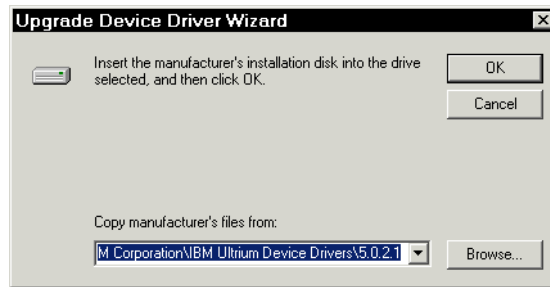 Upgrade Device Driver Wizard
Insert the manufacturer's installation disk into the drive
selected, and then click OK.
OK
Cancel
Copy manufacturer's files from:
M Corporation\IBM Ultrium Device Drivers\5.0.2.1
Browse...